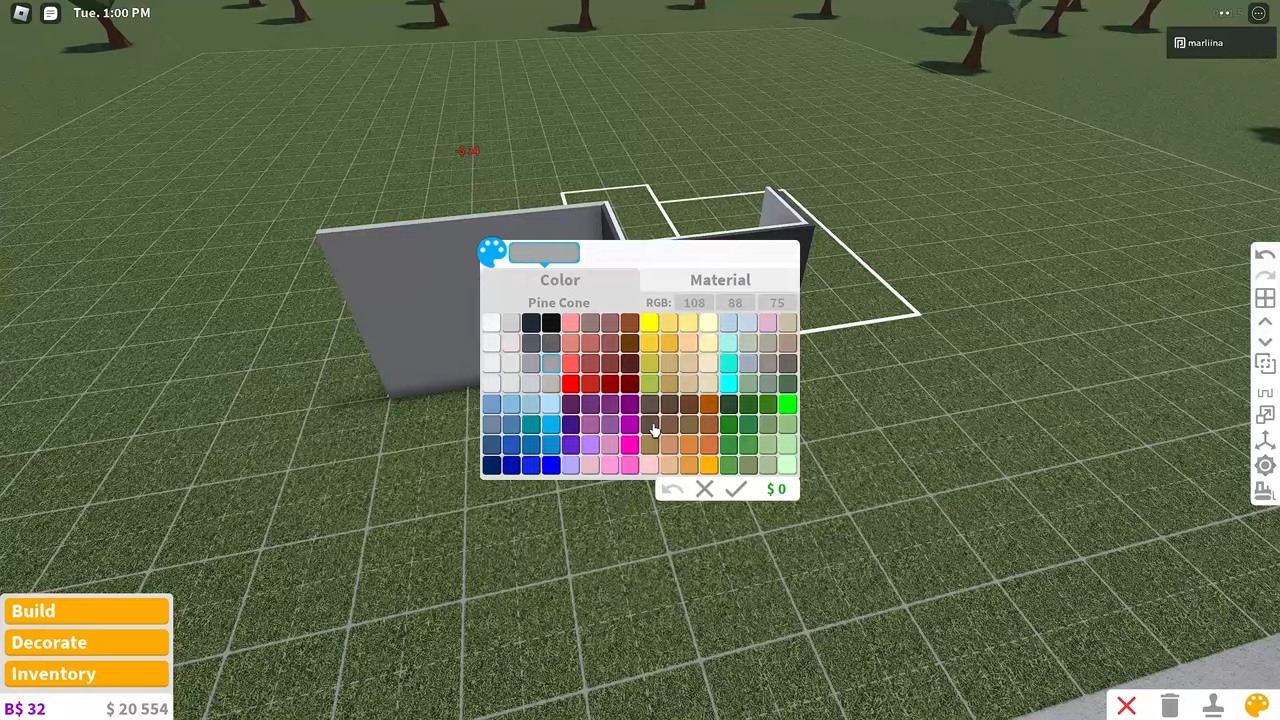 Tue. 1:00 PM
marliina
Color
Material
Pine Cone
RGB: 108 88 75
$ 0
Build
Decorate
Inventory
B$ 32
$ 20 554